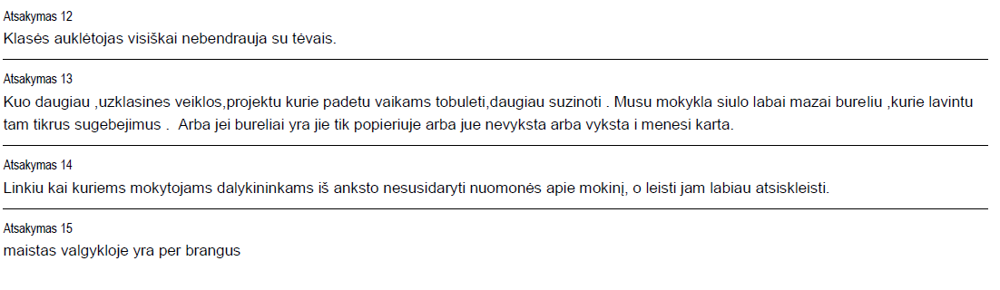 Atsakymas 12
Klasės auklėtojas visiškai nebendrauja su tėvais.
Atsakymas 13
Kuo daugiau ,uzklasines veiklos,projektu kurie padetu vaikams tobuleti,daugiau suzinoti . Musu mokykla siulo labai mazai bureliu ,kurie lavintu
tam tikrus sugebejimus .  Arba jei bureliai yra jie tik popieriuje arba jue nevyksta arba vyksta i menesi karta.
Atsakymas 14
Linkiu kai kuriems mokytojams dalykininkams iš anksto nesusidaryti nuomonės apie mokinį, o leisti jam labiau atsiskleisti.
Atsakymas 15
maistas valgykloje yra per brangus